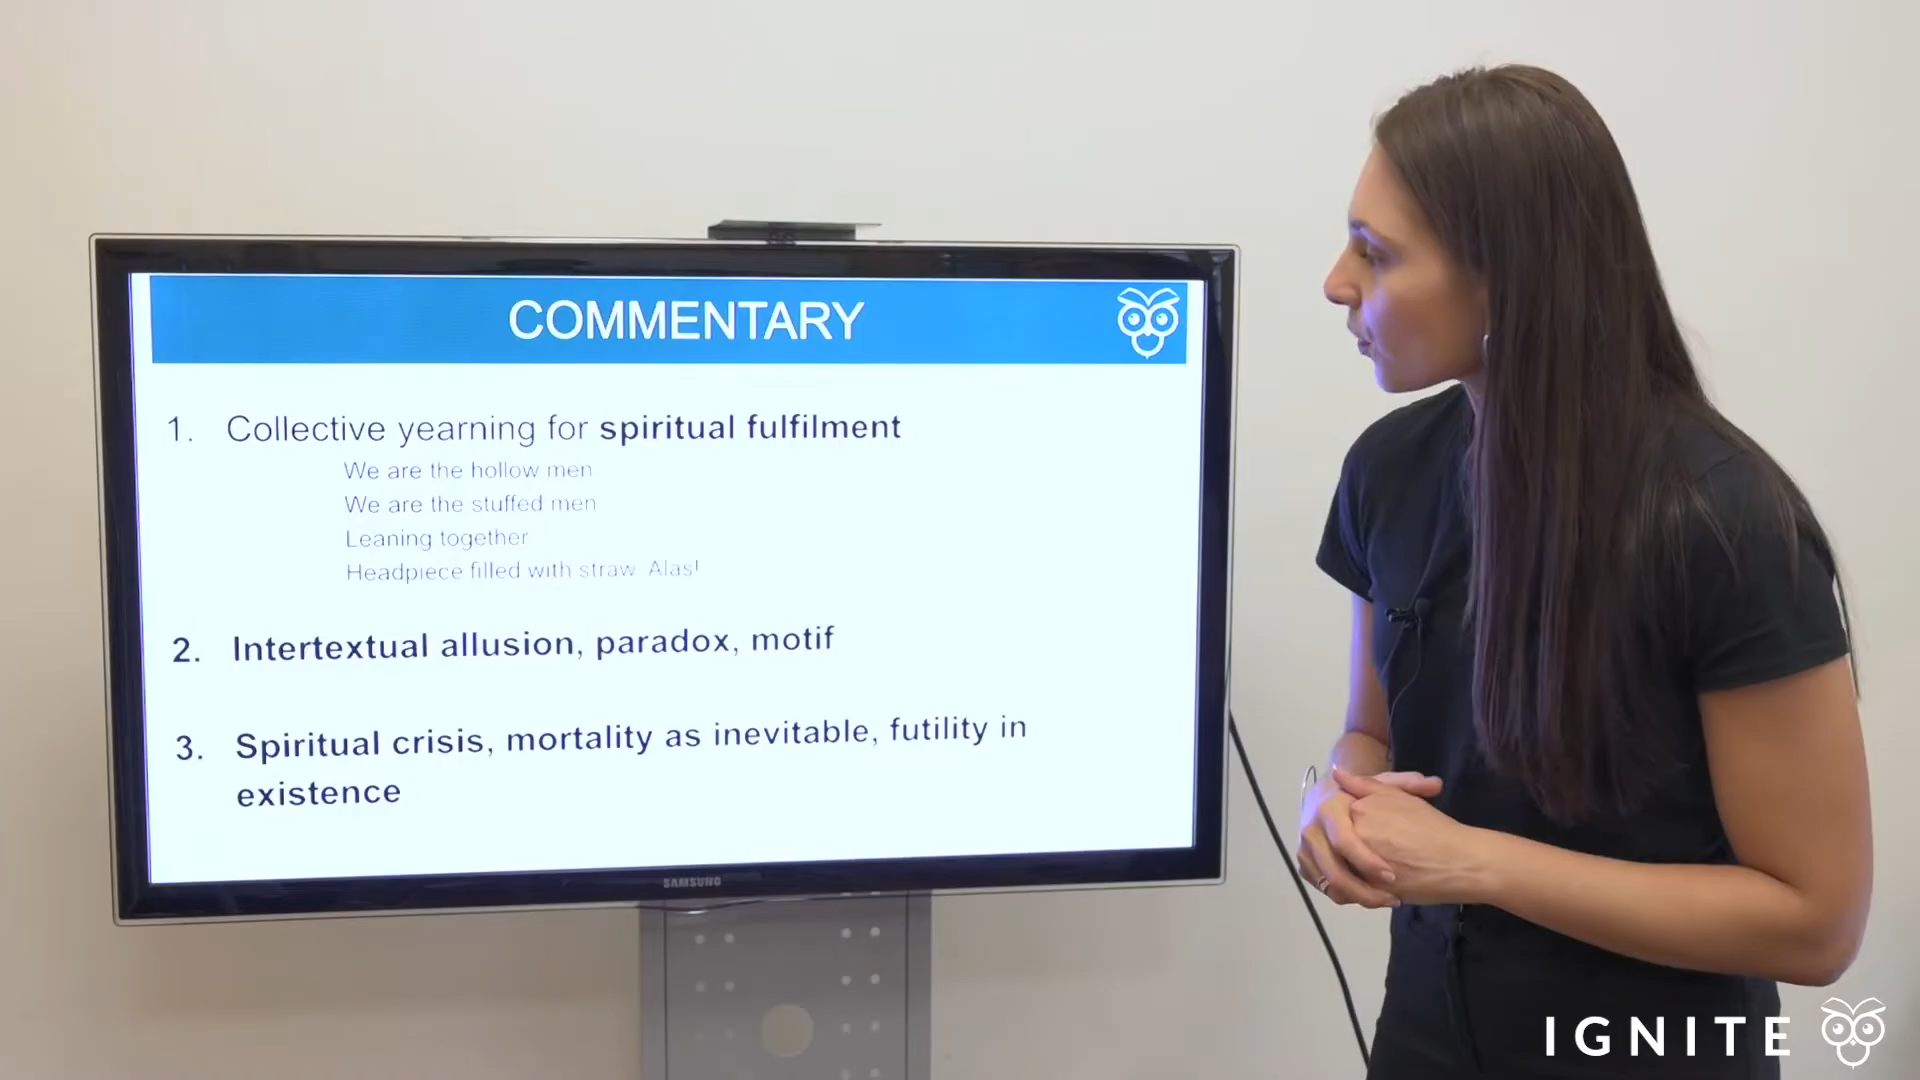 COMMENTARY
1. Collective yearning for spiritual fulfilment
We are the hollow men
We are the stuffed men
Leaning together
Headpiece filled with straw. Alas!
2. Intertextual allusion, paradox, motif
3. Spiritual crisis, mortality as inevitable, futility in
existence
SAMSUNG
IGNITE